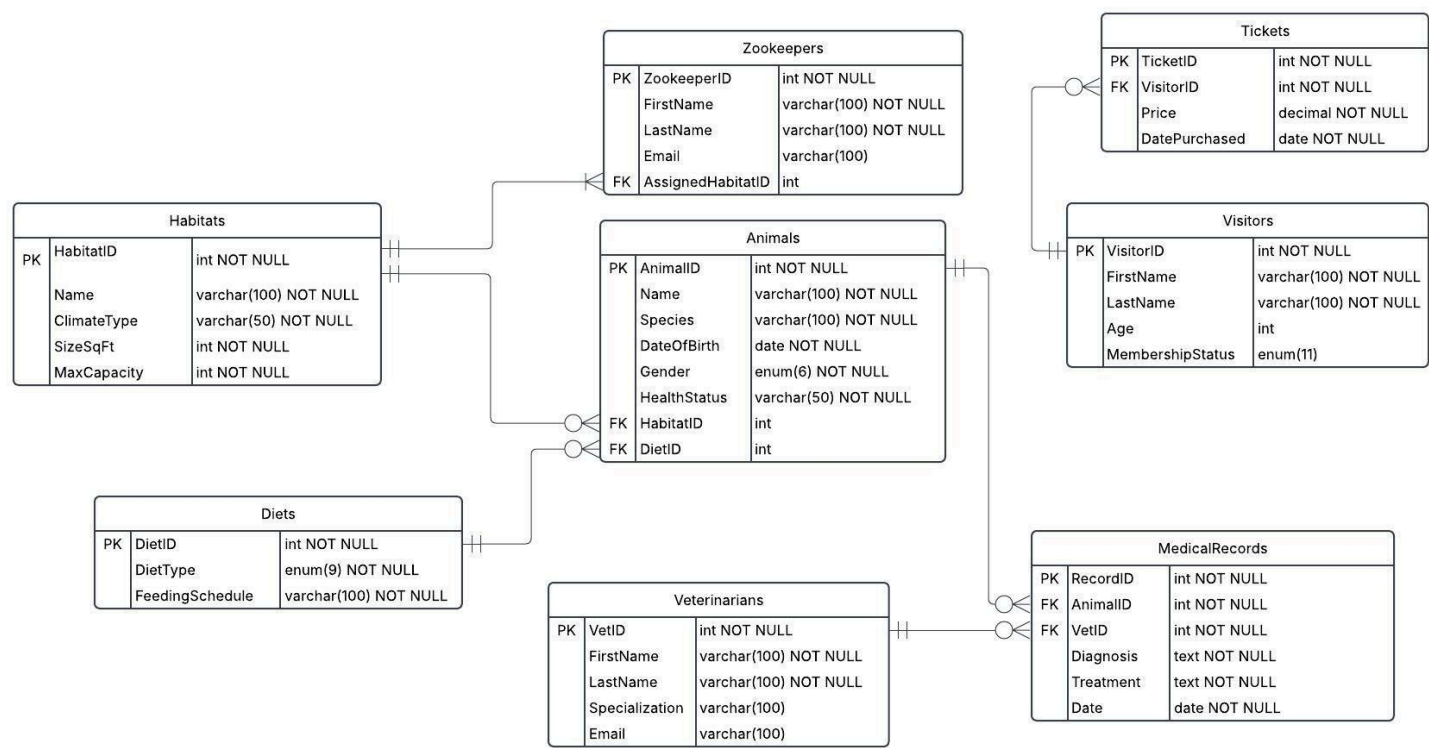 Zookeepers
PK ZookeeperID int NOT NULL
FirstName varchar(100) NOT NULL
LastName varchar(100) NOT NULL
Email varchar(100)
FK AssignedHabitatID int
Tickets
PK TicketID int NOT NULL
FK VisitorID int NOT NULL
Price decimal NOT NULL
DatePurchased date NOT NULL
Habitats
PK HabitatID int NOT NULL
Name varchar(100) NOT NULL
ClimateType varchar(50) NOT NULL
SizeSqFt int NOT NULL
MaxCapacity int NOT NULL
Animals
PK AnimalID int NOT NULL
Name varchar(100) NOT NULL
Species varchar(100) NOT NULL
DateOfBirth date NOT NULL
Gender enum(6) NOT NULL
HealthStatus varchar(50) NOT NULL
FK HabitatID int
FK DietID int
Visitors
PK VisitorID int NOT NULL
FirstName varchar(100) NOT NULL
LastName varchar(100) NOT NULL
Age int
MembershipStatus enum(11)
Diets
PK DietID int NOT NULL
DietType enum(9) NOT NULL
FeedingSchedule varchar(100) NOT NULL
Veterinarians
PK VetID int NOT NULL
FirstName varchar(100) NOT NULL
LastName varchar(100) NOT NULL
Specialization varchar(100)
Email varchar(100)
MedicalRecords
PK RecordID int NOT NULL
FK AnimalID int NOT NULL
FK VetID int NOT NULL
Diagnosis text NOT NULL
Treatment text NOT NULL
Date date NOT NULL